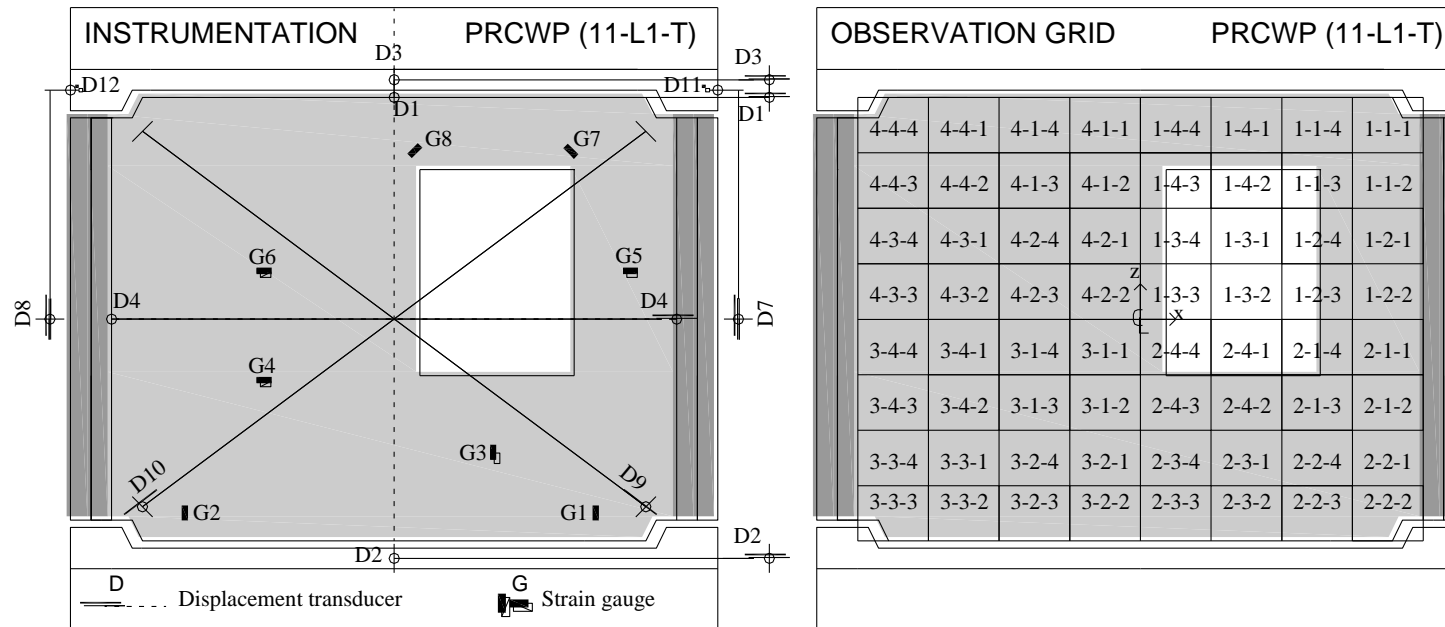 INSTRUMENTATION PRCWP (11-L1-T)
D3
D3
D12
D11
D1
D1
G8
G7
G6
G5
D8
D4
D4
D7
G4
G3
D10
D9
G2
G1
D2
D2
D
Displacement transducer
G
Strain gauge
OBSERVATION GRID PRCWP (11-L1-T)
4-4-4 4-4-1 4-1-4 4-1-1 1-4-4 1-4-1 1-1-4 1-1-1
4-4-3 4-4-2 4-1-3 4-1-2 1-4-3 1-4-2 1-1-3 1-1-2
4-3-4 4-3-1 4-2-4 4-2-1 1-3-4 1-3-1 1-2-4 1-2-1
z
4-3-3 4-3-2 4-2-3 4-2-2 1-3-3 1-3-2 1-2-3 1-2-2
x
3-4-4 3-4-1 3-1-4 3-1-1 2-4-4 2-4-1 2-1-4 2-1-1
3-4-3 3-4-2 3-1-3 3-1-2 2-4-3 2-4-2 2-1-3 2-1-2
3-3-4 3-3-1 3-2-4 3-2-1 2-3-4 2-3-1 2-2-4 2-2-1
3-3-3 3-3-2 3-2-3 3-2-2 2-3-3 2-3-2 2-2-3 2-2-2